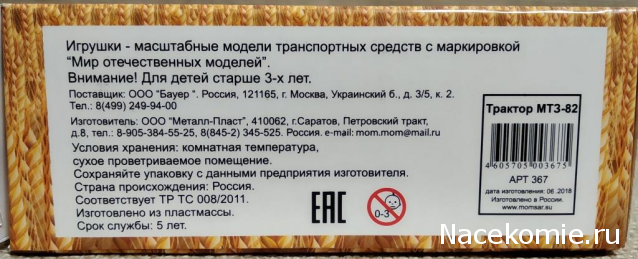 Игрушки - масштабные модели транспортных средств с маркировкой
“Мир отечественных моделей”.
Внимание! Для детей старше 3-х лет.
Поставщик: ООО "Бауер ". Россия, 121165, г. Москва, Украинский б., д. 3/5, к. 2.
Тел.: 8(499) 249-94-00
Изготовитель: ООО "Металл-Пласт", 410062, г.Саратов, Петровский тракт,
д.8, тел.: 8-905-384-55-25, 8(845-2) 345-525. Россия. e-mail: mom.mom@mail.ru
Условия хранения: комнатная температура,
сухое проветриваемое помещение.
Сохраняйте упаковку с данными предприятия изготовителя.
Страна происхождения: Россия.
Соответствует ТР ТС 008/2011.
Изготовлено из пластмассы.
Срок службы: 5 лет.
ЕАС
0-3
Трактор МТЗ-82
4 605705 003675
АРТ 367
дата изготовления: 06 .2018
Изготовлено в России.
www.momsar.su
Nacekomie.ru